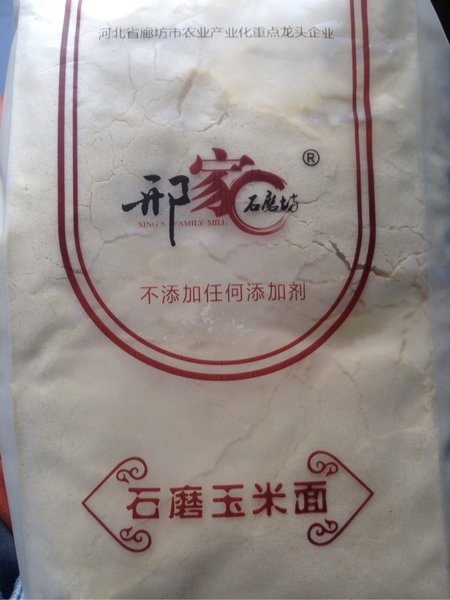 河北省廊坊市农业产业化重点龙头企业
邢家石磨坊®
XING'S FAMILY MILL
不添加任何添加剂
石磨玉米面